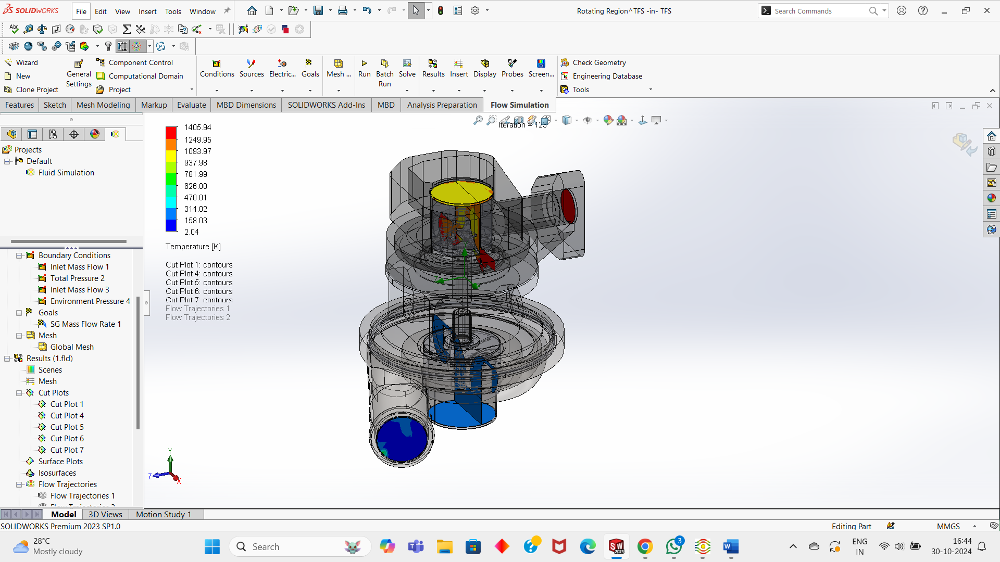 SOLIDWORKS
File Edit View Insert Tools Window
Rotating Region^TFS -in- TFS
Search Commands
Wizard
New
Clone Project
General Settings
Component Control
Computational Domain
Project
Conditions
Sources
Electric...
Goals
Mesh ...
Run
Batch Run
Solve
Results
Insert
Display
Probes
Screen...
Check Geometry
Engineering Database
Tools
Features Sketch Mesh Modeling Markup Evaluate MBD Dimensions SOLIDWORKS Add-Ins MBD Analysis Preparation Flow Simulation
Projects
Default
Fluid Simulation
Boundary Conditions
Inlet Mass Flow 1
Total Pressure 2
Inlet Mass Flow 3
Environment Pressure 4
Goals
SG Mass Flow Rate 1
Mesh
Global Mesh
Results (1.fld)
Scenes
Mesh
Cut Plots
Cut Plot 1
Cut Plot 4
Cut Plot 5
Cut Plot 6
Cut Plot 7
Surface Plots
Isosurfaces
Flow Trajectories
Flow Trajectories 1
Flow Trajectories 2
Iteration = 123
1405.94
1249.95
1093.97
937.98
781.99
626.00
470.01
314.02
158.03
2.04
Temperature [K]
Cut Plot 1: contours
Cut Plot 4: contours
Cut Plot 5: contours
Cut Plot 6: contours
Cut Plot 7: contours
Flow Trajectories 1
Flow Trajectories 2
Y
Z
X
Model 3D Views Motion Study 1
SOLIDWORKS Premium 2023 SP1.0
Editing Part
MMGS
28°C
Mostly cloudy
Search
3
ENG
IN
16:44
30-10-2024